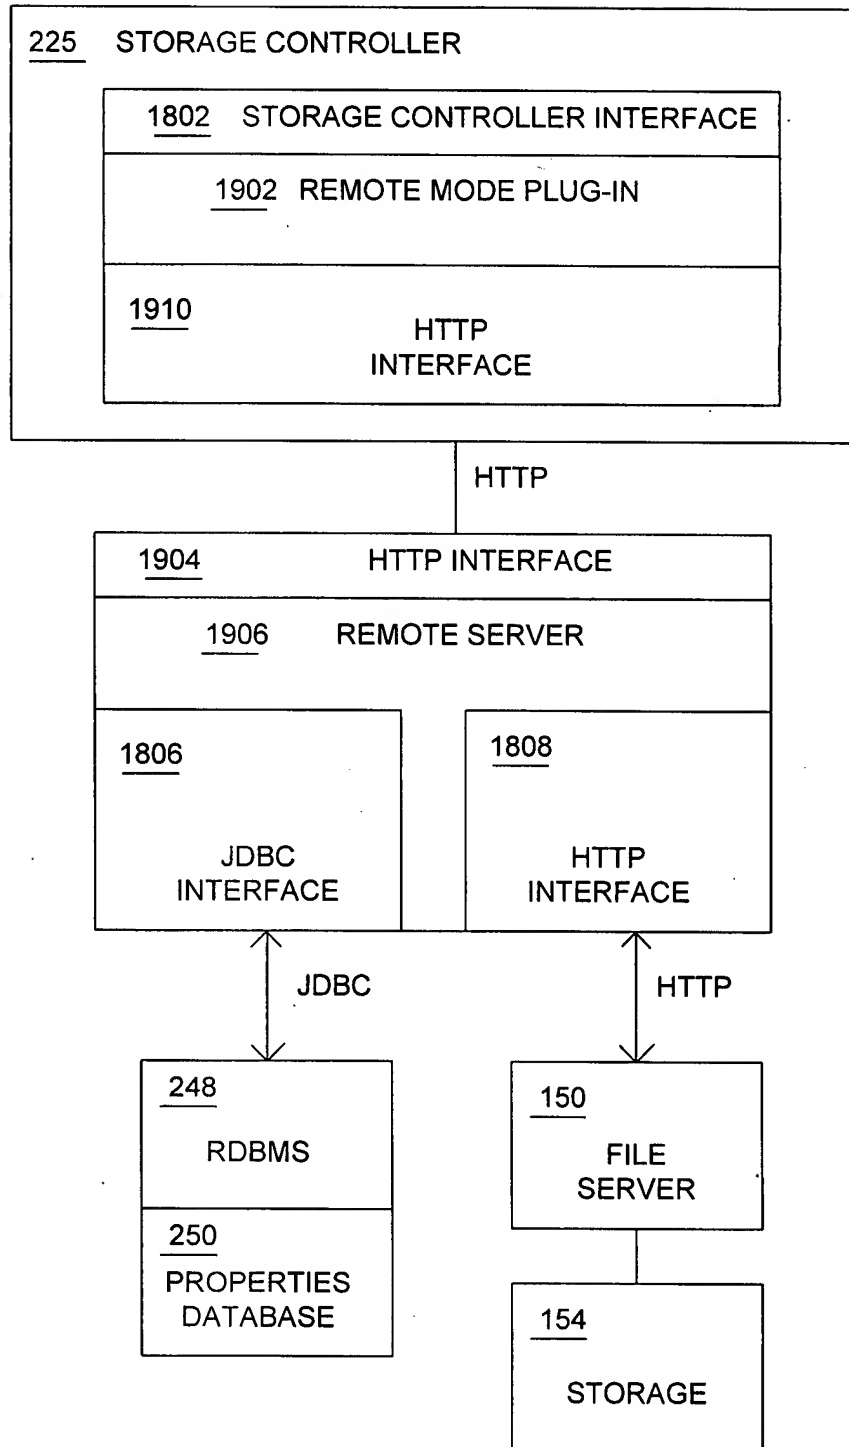 225 STORAGE CONTROLLER
1802 STORAGE CONTROLLER INTERFACE
1902 REMOTE MODE PLUG-IN
1910
HTTP
INTERFACE
HTTP
1904 HTTP INTERFACE
1906 REMOTE SERVER
1806
JDBC
INTERFACE
1808
HTTP
INTERFACE
JDBC
HTTP
248
RDBMS
250
PROPERTIES
DATABASE
150
FILE
SERVER
154
STORAGE